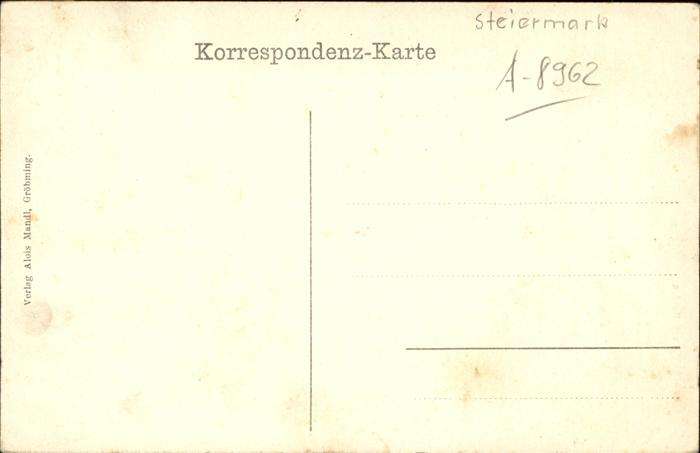 Steiermark
Korrespondenz-Karte
A-8962
Verlag Alois Mandl, Gröbming.